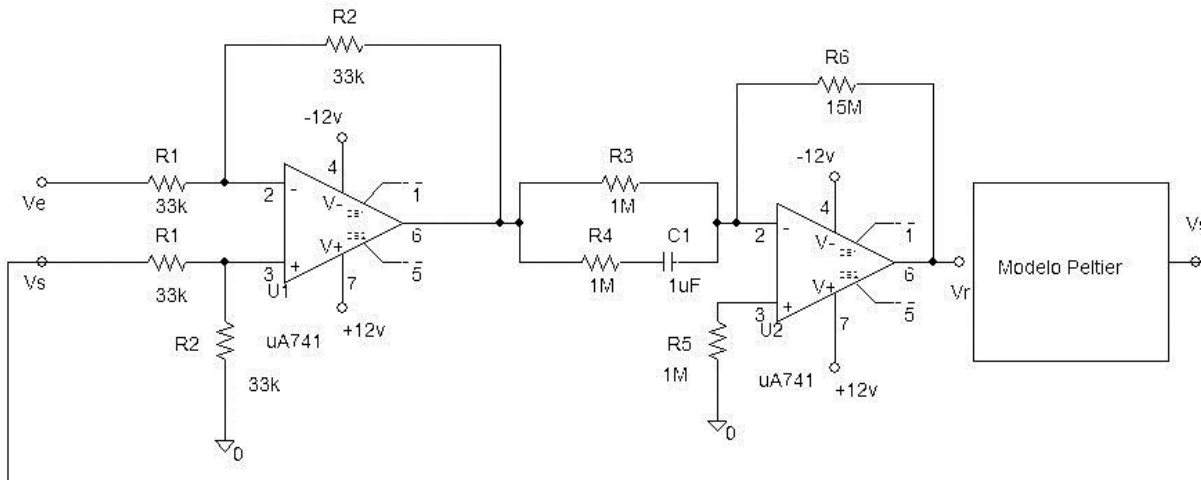 R2
33k
-12v
R1
4
Ve
33k
2
-
V-
1
R1
V+
6
Vs
33k
3
+
5
U1
7
R2
uA741
+12v
33k
0
R3
1M
R4
C1
1M
1uF
R6
15M
-12v
4
2
-
V-
1
V+
6
Vr
3
+
5
U2
R5
7
1M
uA741
+12v
0
Modelo Peltier